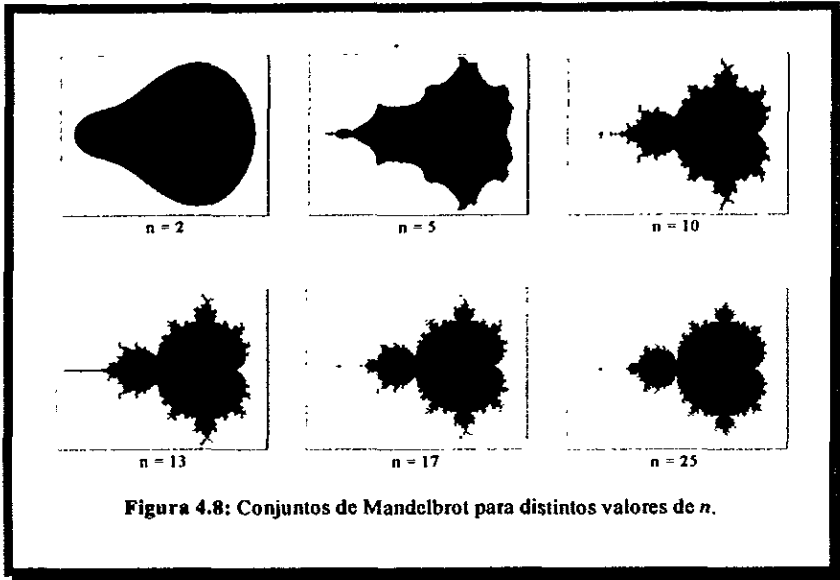 n = 2
n = 5
n = 10
n = 13
n = 17
n = 25
Figura 4.8: Conjuntos de Mandelbrot para distintos valores de n.